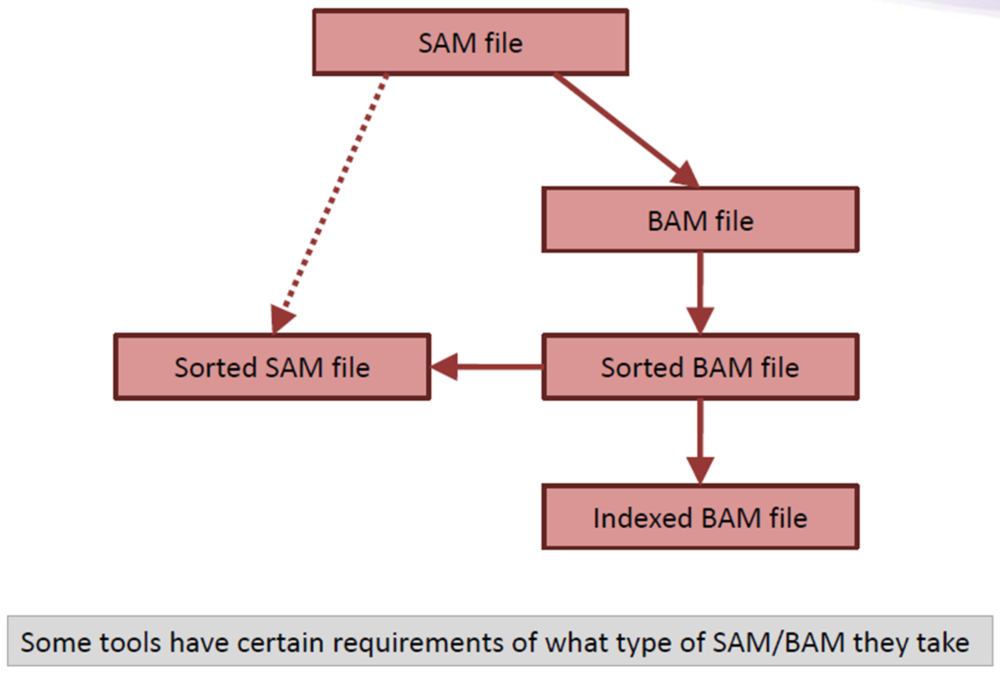 SAM file
BAM file
Sorted SAM file
Sorted BAM file
Indexed BAM file
Some tools have certain requirements of what type of SAM/BAM they take